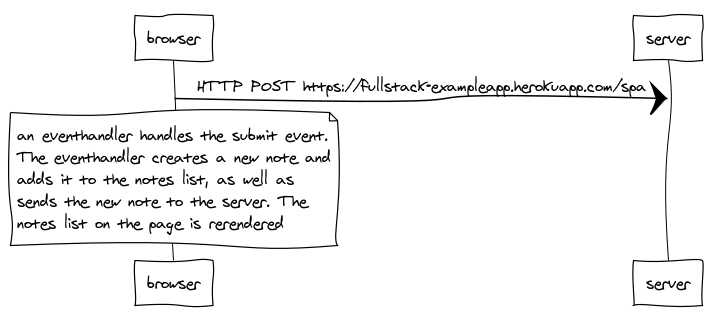 browser
server
HTTP POST https://fullstack-exampleapp.herokuapp.com/spa
an eventhandler handles the submit event.
The eventhandler creates a new note and
adds it to the notes list, as well as
sends the new note to the server. The
notes list on the page is rerendered
browser
server